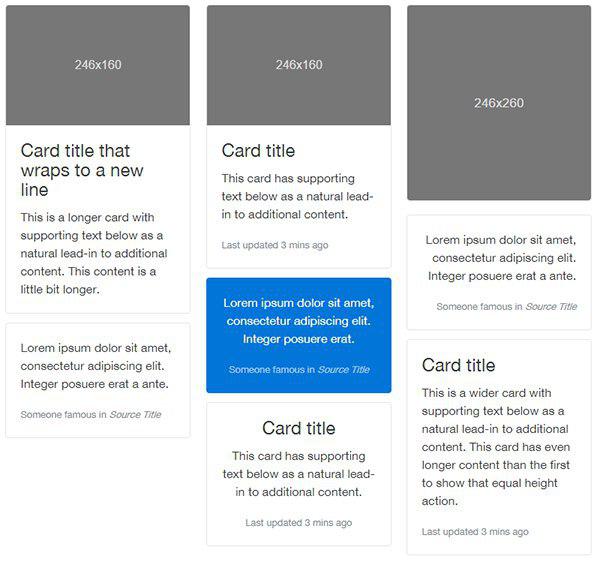 246x160
Card title that
wraps to a new
line
This is a longer card with
supporting text below as a
natural lead-in to additional
content. This content is a
little bit longer.
Lorem ipsum dolor sit amet,
consectetur adipiscing elit.
Integer posuere erat a ante.
Someone famous in Source Title
246x160
Card title
This card has supporting
text below as a natural lead-
in to additional content.
Last updated 3 mins ago
Lorem ipsum dolor sit amet,
consectetur adipiscing elit.
Integer posuere erat.
Someone famous in Source Title
Card title
This card has supporting
text below as a natural lead-
in to additional content.
Last updated 3 mins ago
246x260
Lorem ipsum dolor sit amet,
consectetur adipiscing elit.
Integer posuere erat a ante.
Someone famous in Source Title
Card title
This is a wider card with
supporting text below as a
natural lead-in to additional
content. This card has even
longer content than the first
to show that equal height
action.
Last updated 3 mins ago